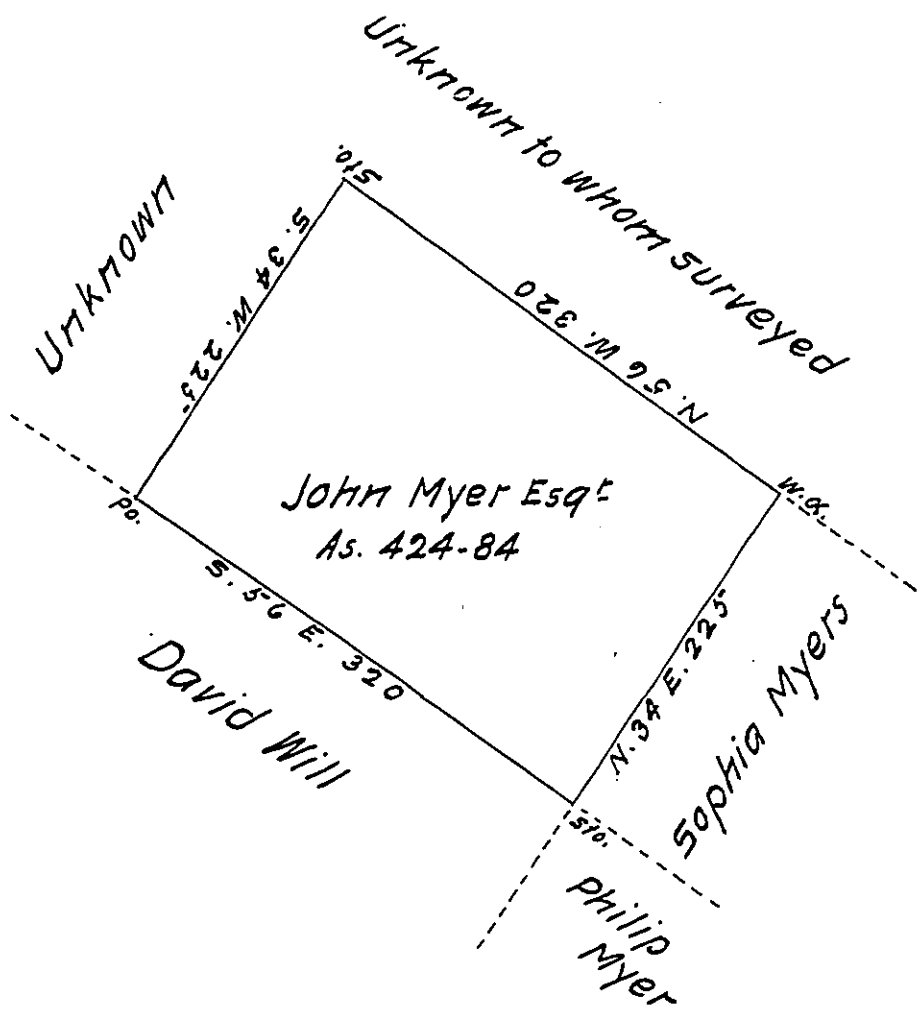 Unknown to whom surveyed
Unknown
Sto.
S. 34 W. 225
N. 56 W. 320
John Myer Esqr
As. 424-84
W.O.
Po.
S. 56 E. 320
N. 34 E. 225
David Will
Sophia Myers
Sto.
Philip
Myer